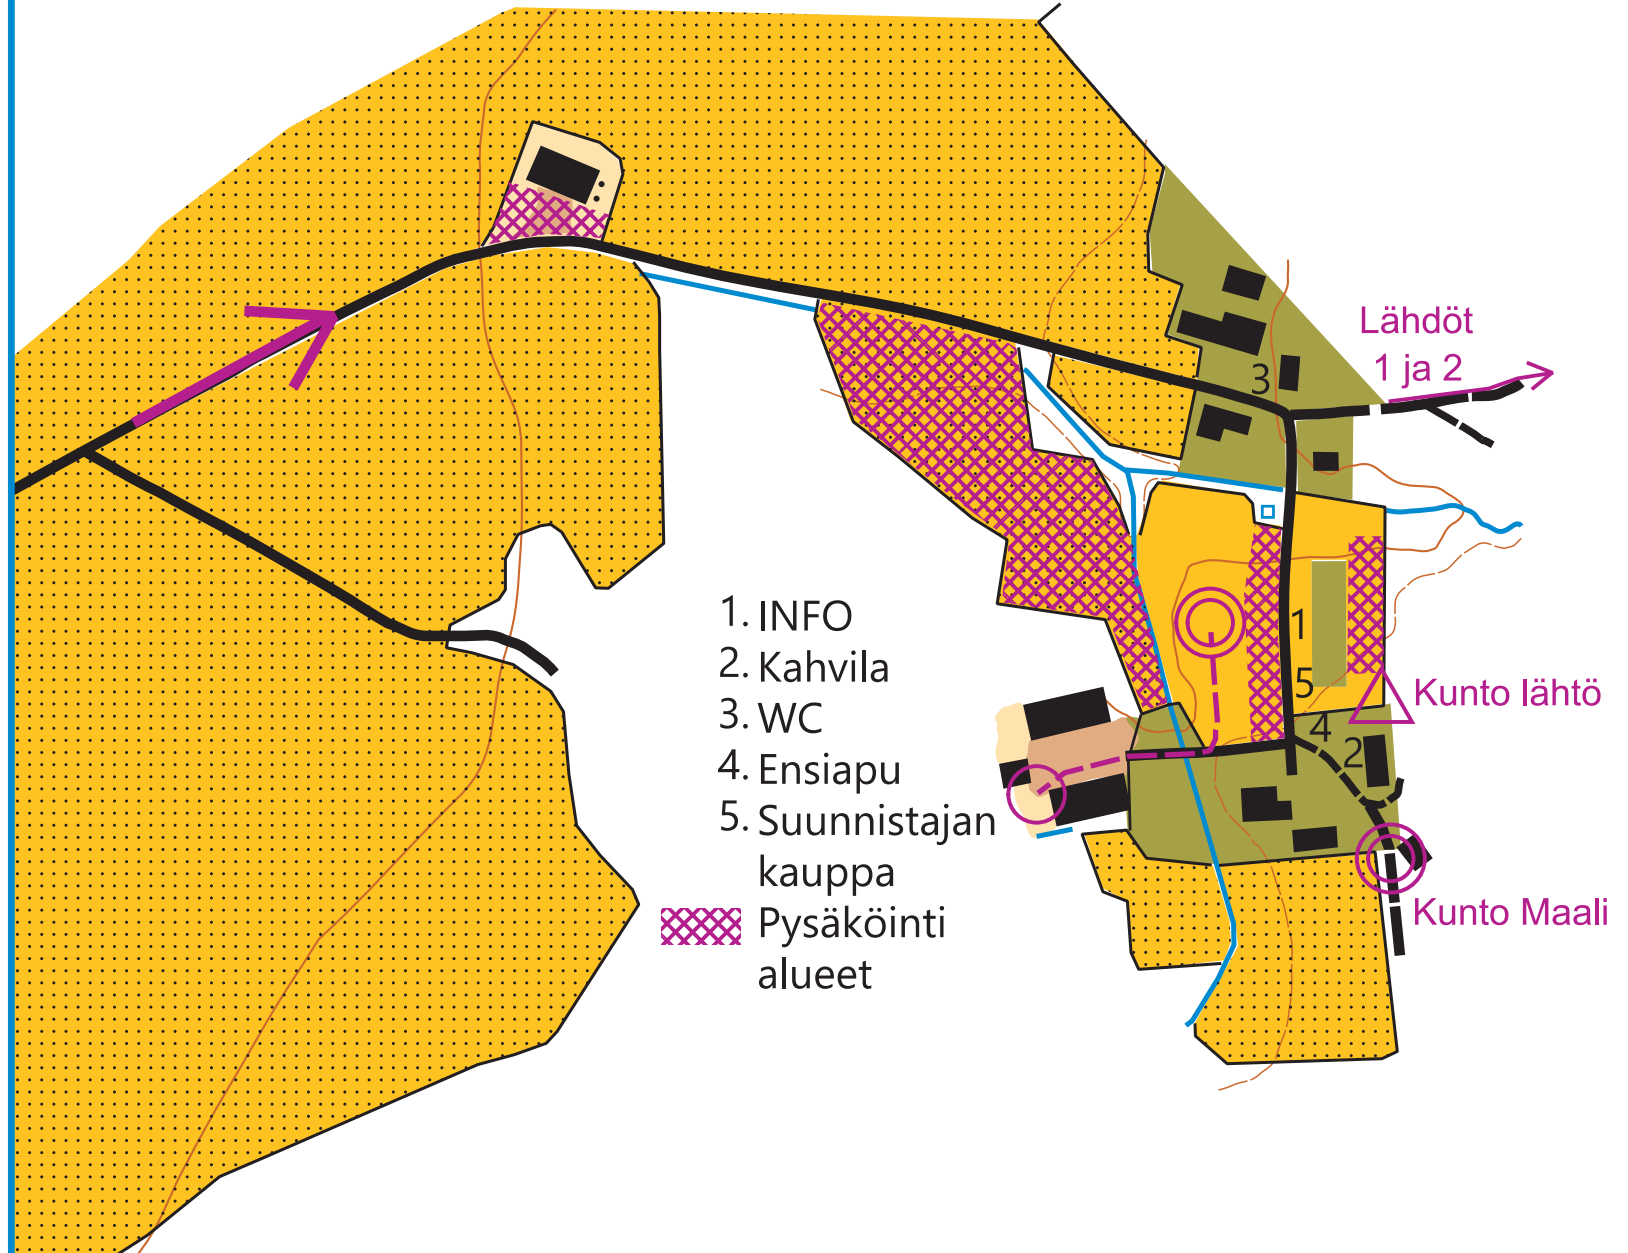 Lähdöt
1 ja 2
3
1
5
4
2
Kunto lähtö
Kunto Maali
1. INFO
2. Kahvila
3. WC
4. Ensiapu
5. Suunnistajan
kauppa
Pysäköinti
alueet